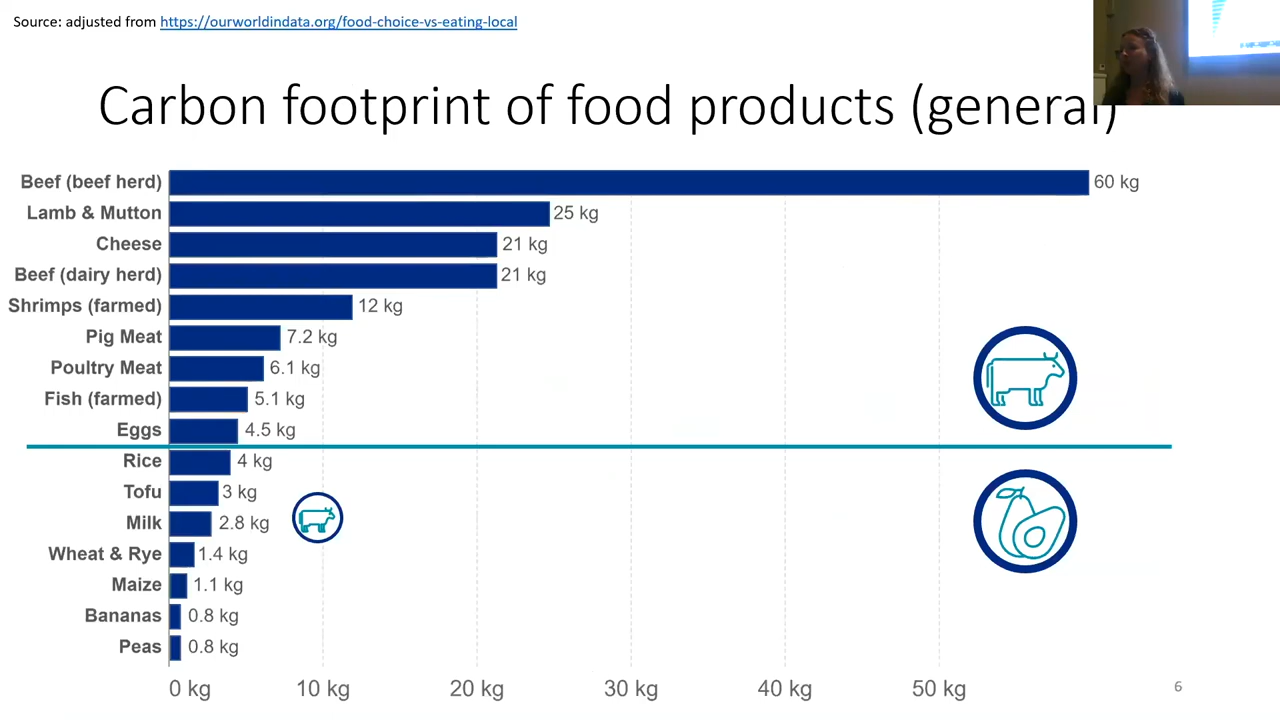 Source: adjusted from https://ourworldindata.org/food-choice-vs-eating-local
Carbon footprint of food products (general)
Beef (beef herd) 60 kg
Lamb & Mutton 25 kg
Cheese 21 kg
Beef (dairy herd) 21 kg
Shrimps (farmed) 12 kg
Pig Meat 7.2 kg
Poultry Meat 6.1 kg
Fish (farmed) 5.1 kg
Eggs 4.5 kg
Rice 4 kg
Tofu 3 kg
Milk 2.8 kg
Wheat & Rye 1.4 kg
Maize 1.1 kg
Bananas 0.8 kg
Peas 0.8 kg
0 kg 10 kg 20 kg 30 kg 40 kg 50 kg
6